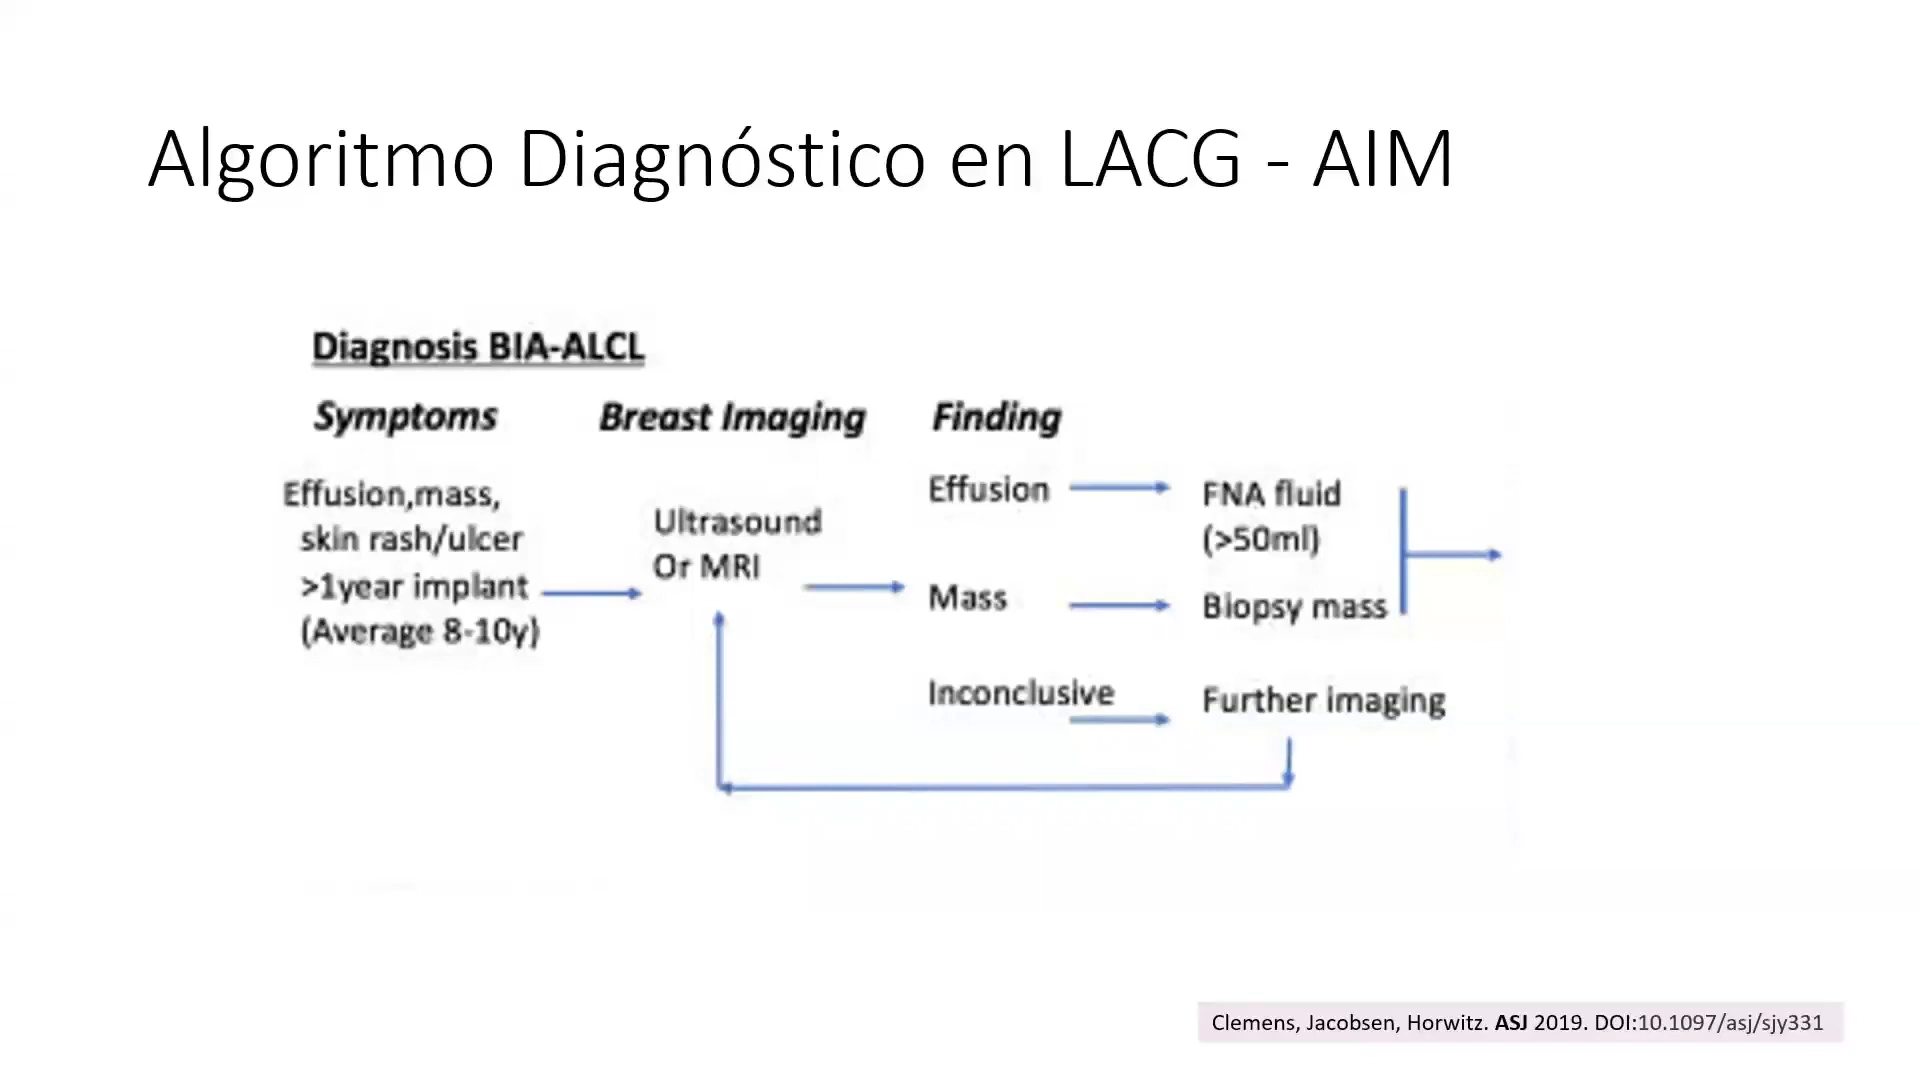 Algoritmo Diagnóstico en LACG - AIM
Diagnosis BIA-ALCL
Symptoms
Breast Imaging
Finding
Effusion,mass,
skin rash/ulcer
>1year implant
(Average 8-10y)
Ultrasound
Or MRI
Effusion
FNA fluid
(>50ml)
Mass
Biopsy mass
Inconclusive
Further imaging
Clemens, Jacobsen, Horwitz. ASJ 2019. DOI:10.1097/asj/sjy331